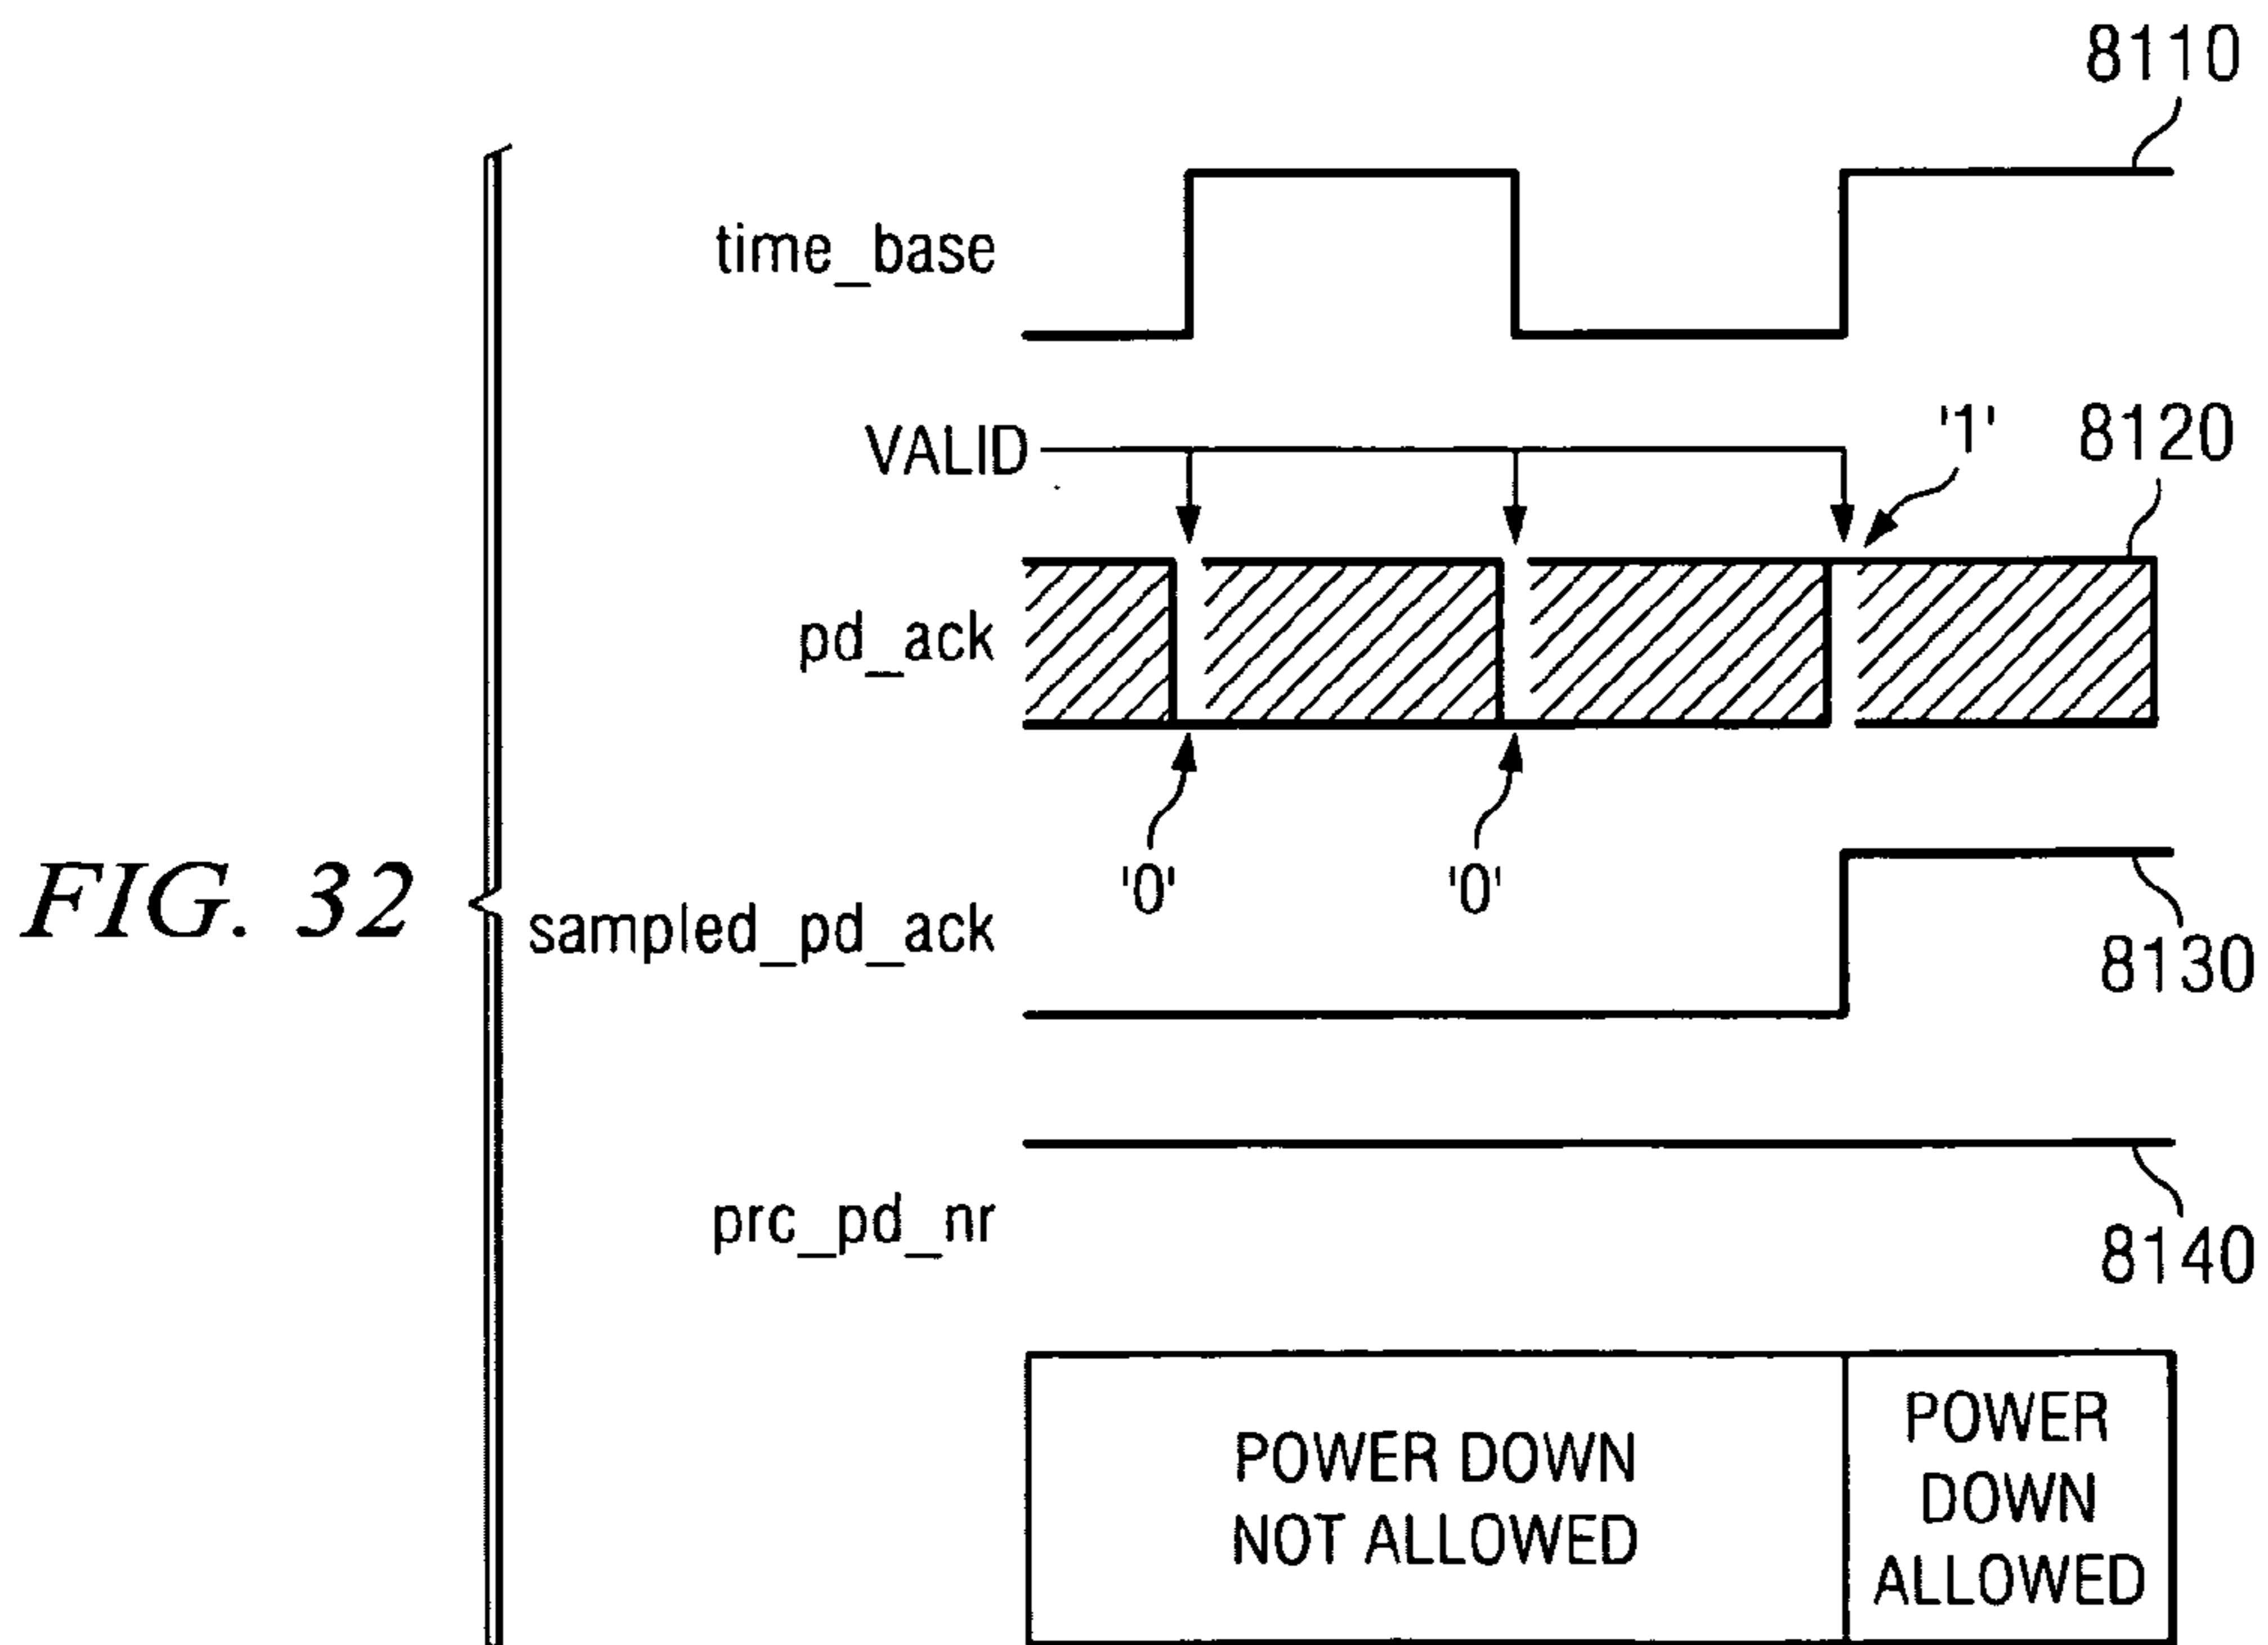 8110
time_base
VALID
'1'
8120
pd_ack
'0'
'0'
FIG. 32
sampled_pd_ack
8130
prc_pd_nr
8140
POWER DOWN
NOT ALLOWED
POWER
DOWN
ALLOWED